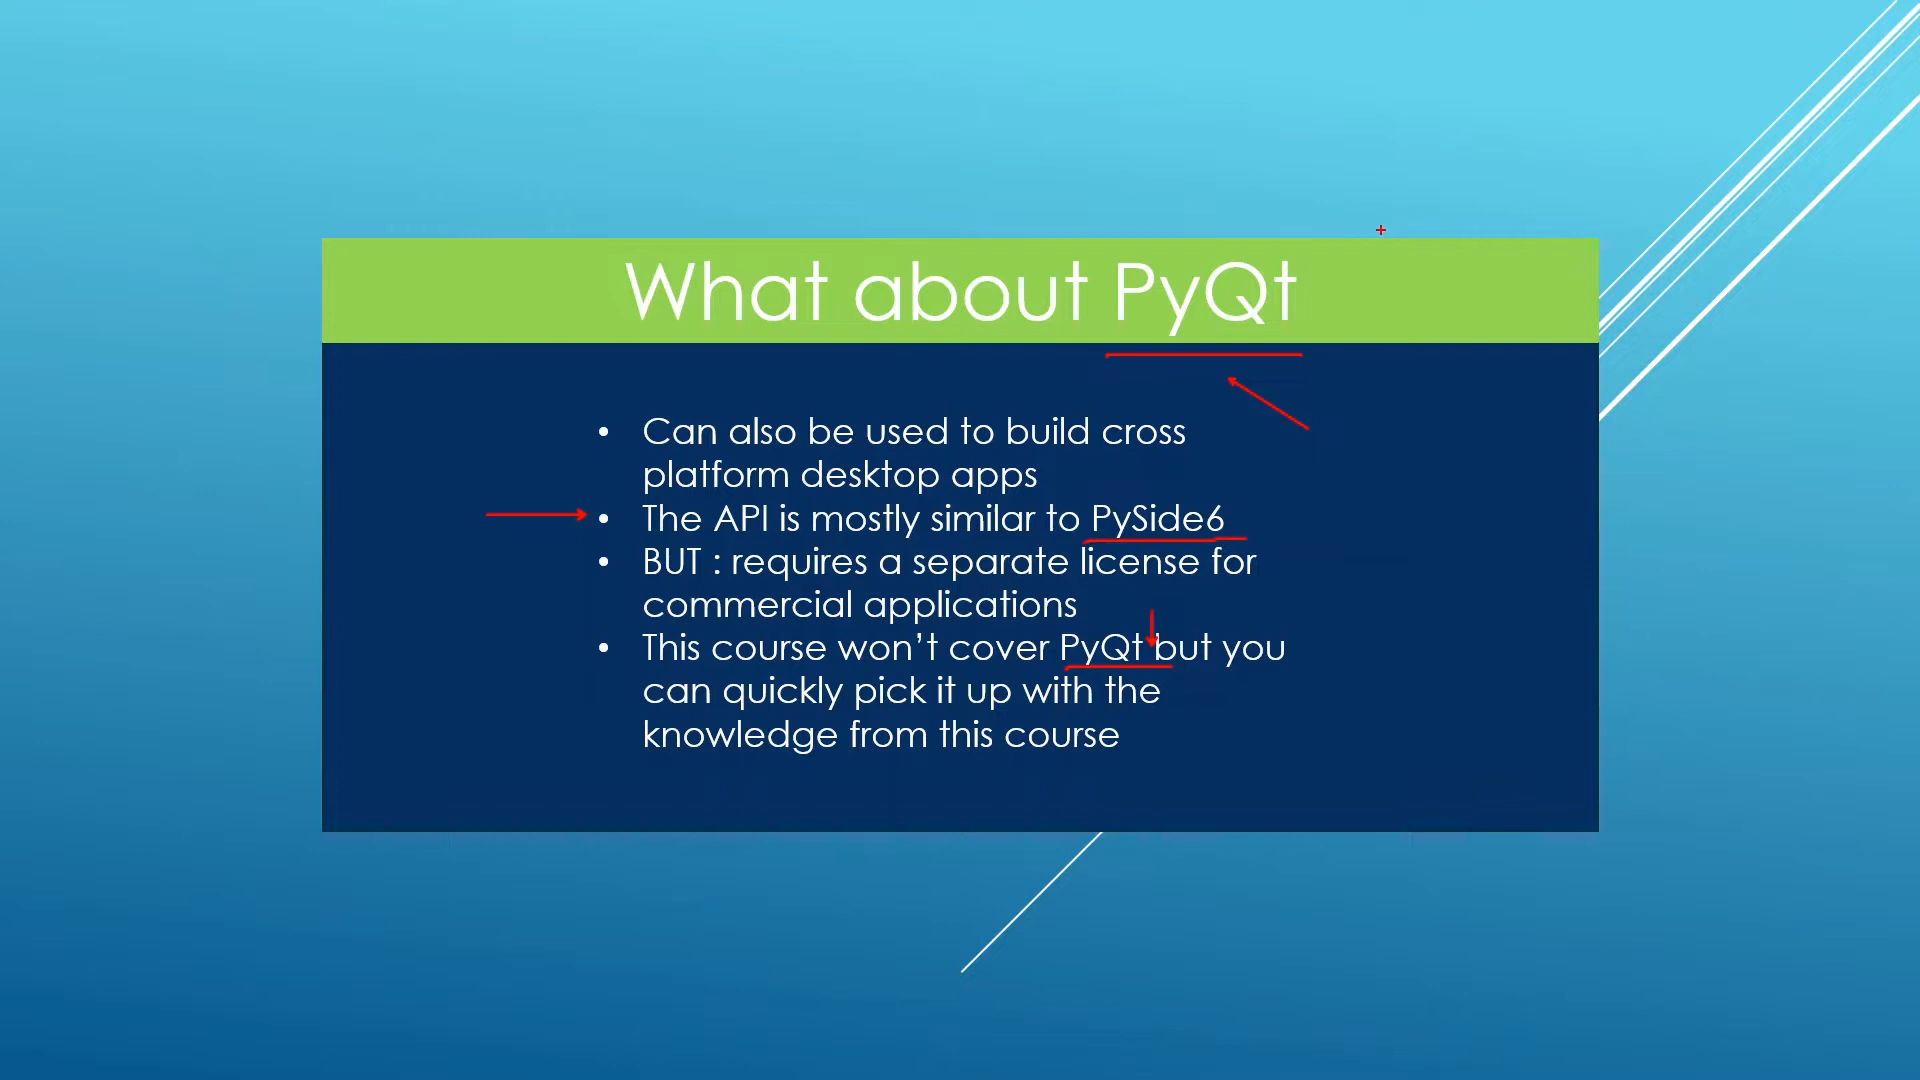 What about PyQt
• Can also be used to build cross
platform desktop apps
• The API is mostly similar to PySide6
• BUT : requires a separate license for
commercial applications
• This course won’t cover PyQt but you
can quickly pick it up with the
knowledge from this course